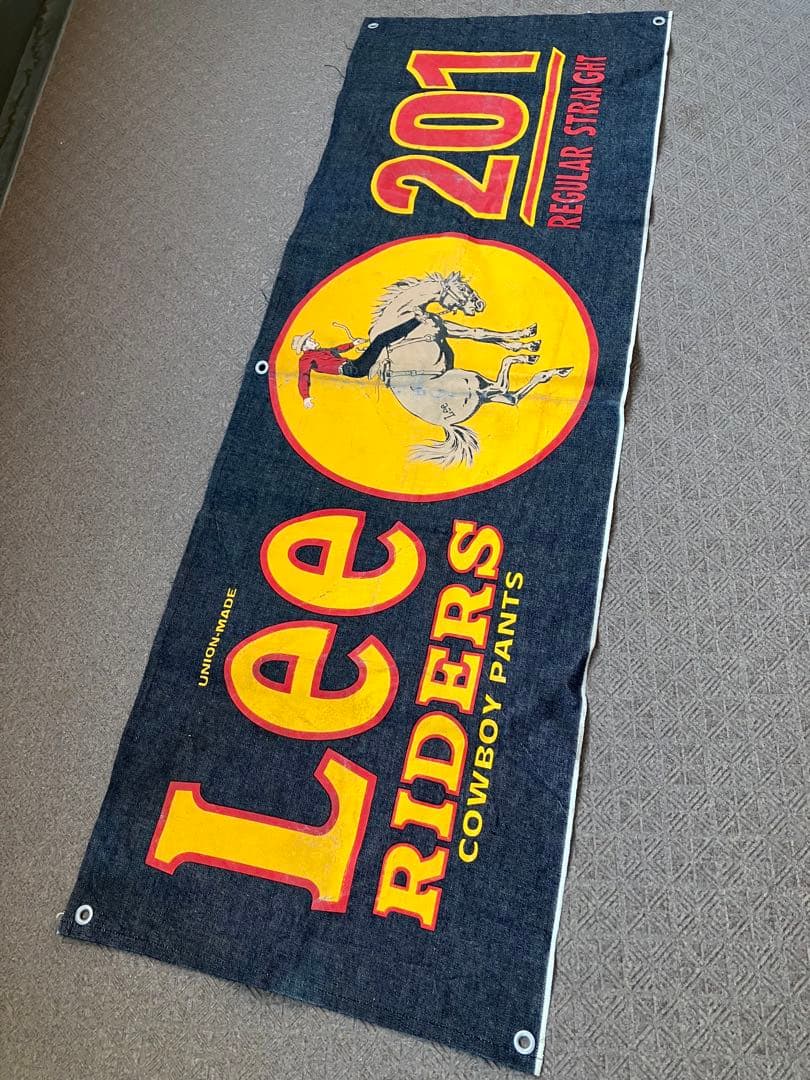 UNION-MADE
Lee
RIDERS
COWBOY PANTS
201
REGULAR STRAIGHT